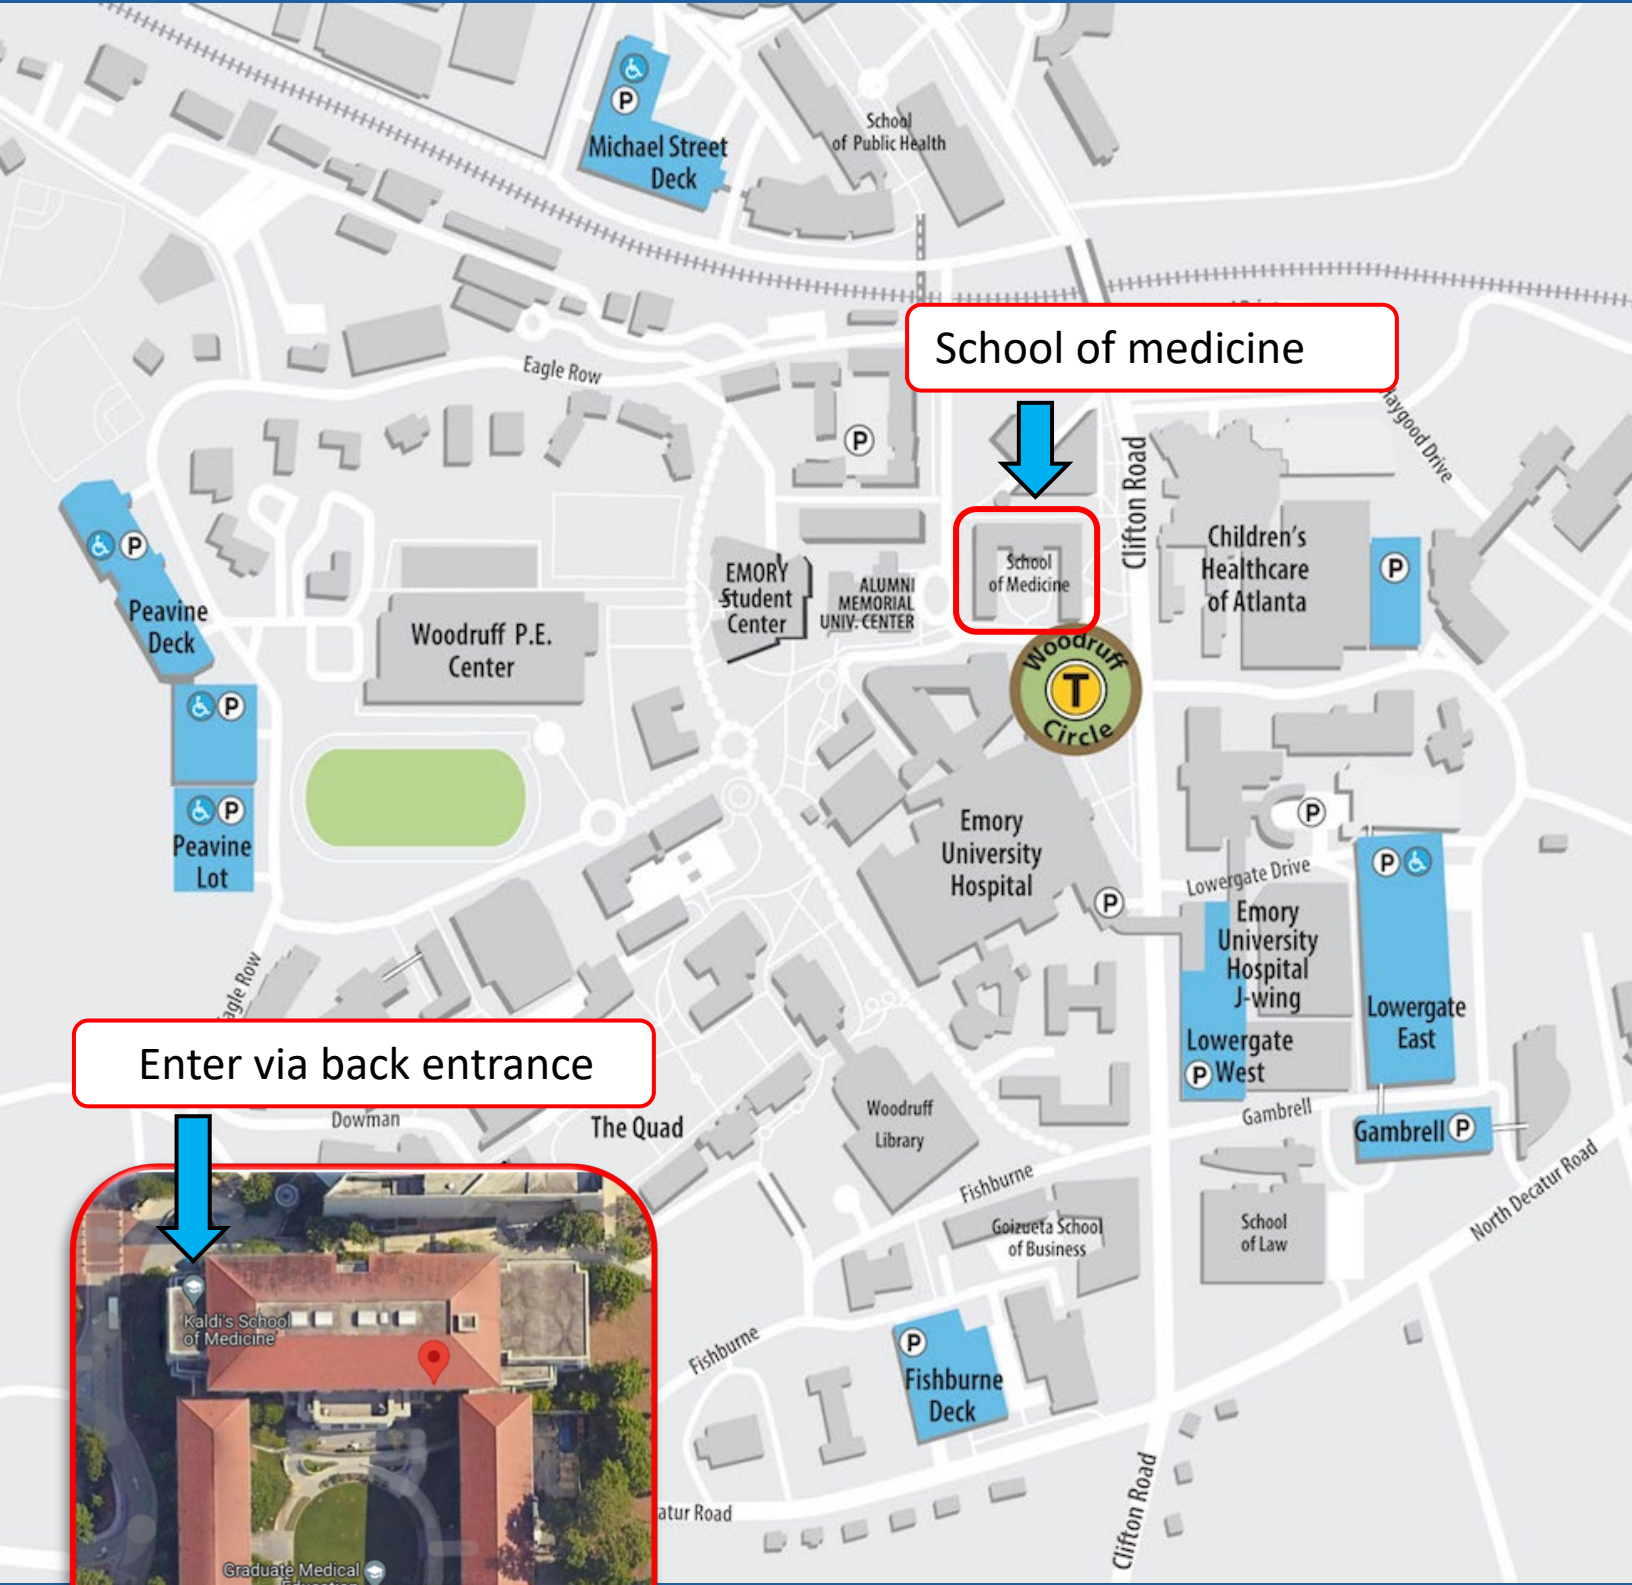 P
Michael Street
Deck
School
of Public Health
School of medicine
Eagle Row
P
Clifton Road
Haygood Drive
School
of Medicine
Children's
Healthcare
of Atlanta
P
P
Peavine
Deck
EMORY
Student
Center
ALUMNI
MEMORIAL
UNIV. CENTER
Woodruff P.E.
Center
Woodruff
T
Circle
P
P
Peavine
Lot
Emory
University
Hospital
P
P
Lowergate Drive
P
Emory
University
Hospital
J-wing
Lowergate
East
Lowergate
P West
Eagle Row
Enter via back entrance
Dowman
The Quad
Woodruff
Library
Gambrell
Gambrell P
Fishburne
North Decatur Road
Goizueta School
of Business
School
of Law
Kaldi's School
of Medicine
Fishburne
P
Fishburne
Deck
atur Road
Clifton Road
Graduate Medical
Education